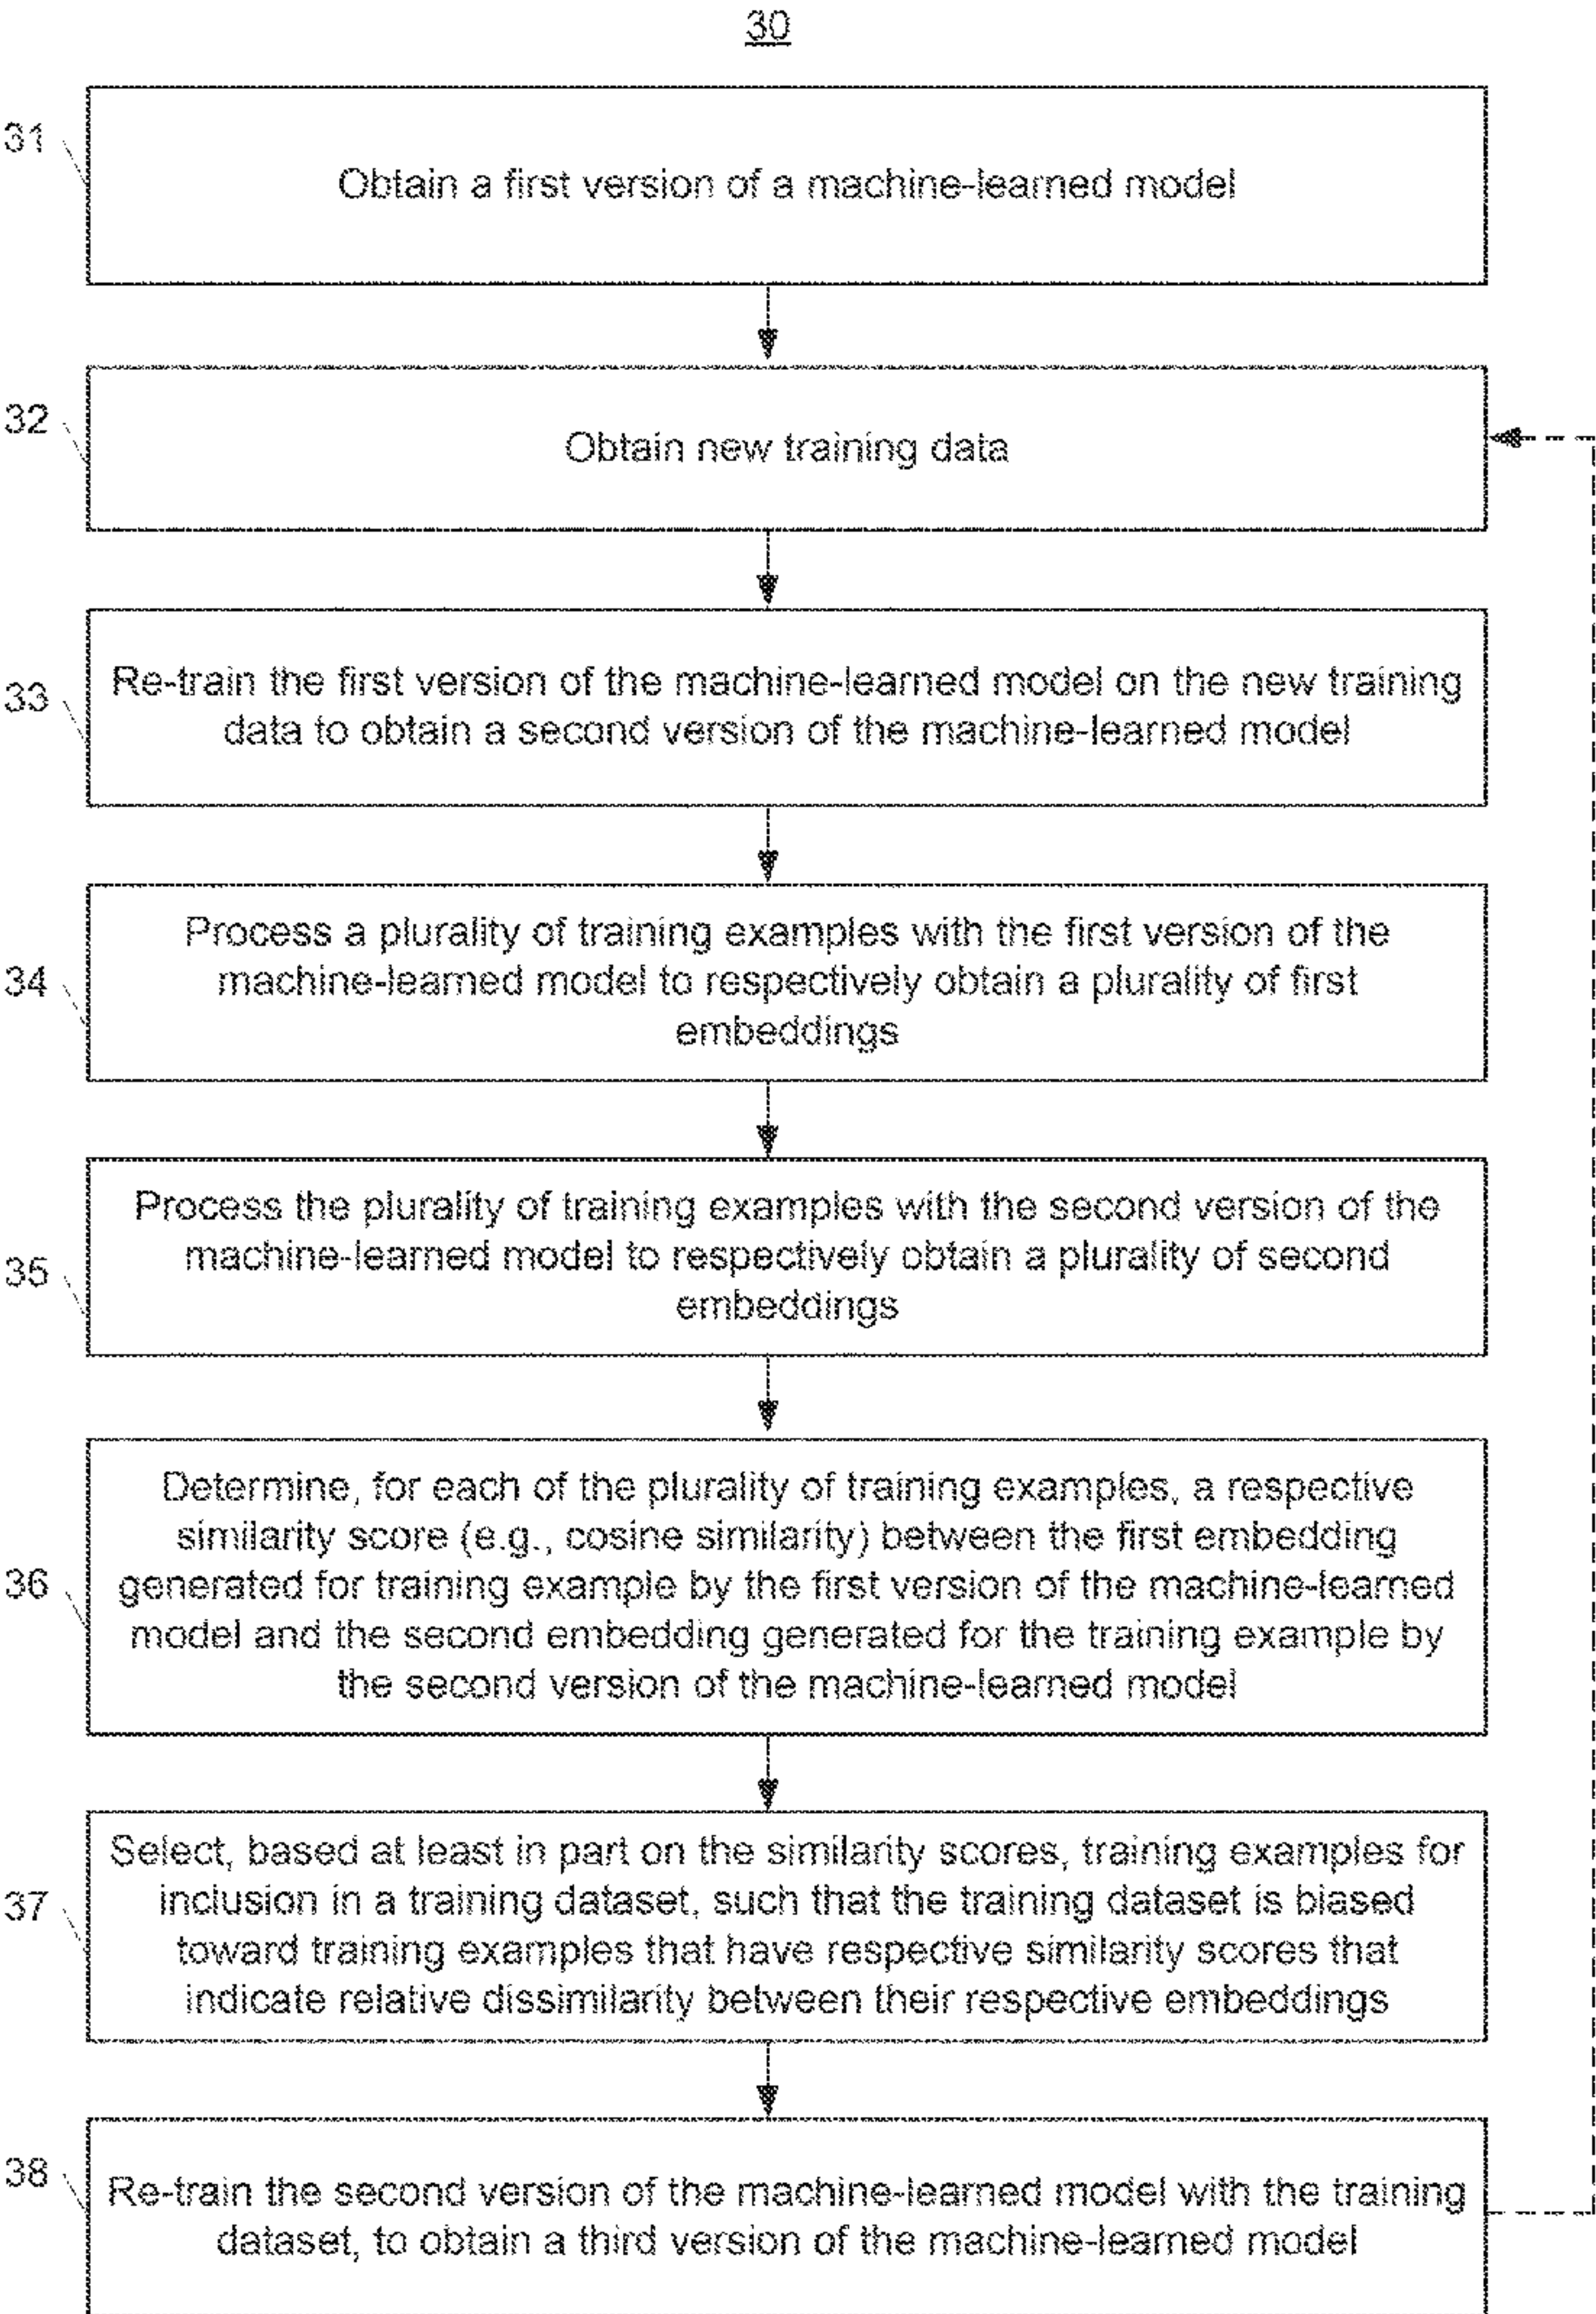 30
31
Obtain a first version of a machine-learned model
32
Obtain new training data
33
Re-train the first version of the machine-learned model on the new training
data to obtain a second version of the machine-learned model
34
Process a plurality of training examples with the first version of the
machine-learned model to respectively obtain a plurality of first
embeddings
35
Process the plurality of training examples with the second version of the
machine-learned model to respectively obtain a plurality of second
embeddings
36
Determine, for each of the plurality of training examples, a respective
similarity score (e.g., cosine similarity) between the first embedding
generated for training example by the first version of the machine-learned
model and the second embedding generated for the training example by
the second version of the machine-learned model
37
Select, based at least in part on the similarity scores, training examples for
inclusion in a training dataset, such that the training dataset is biased
toward training examples that have respective similarity scores that
indicate relative dissimilarity between their respective embeddings
38
Re-train the second version of the machine-learned model with the training
dataset, to obtain a third version of the machine-learned model